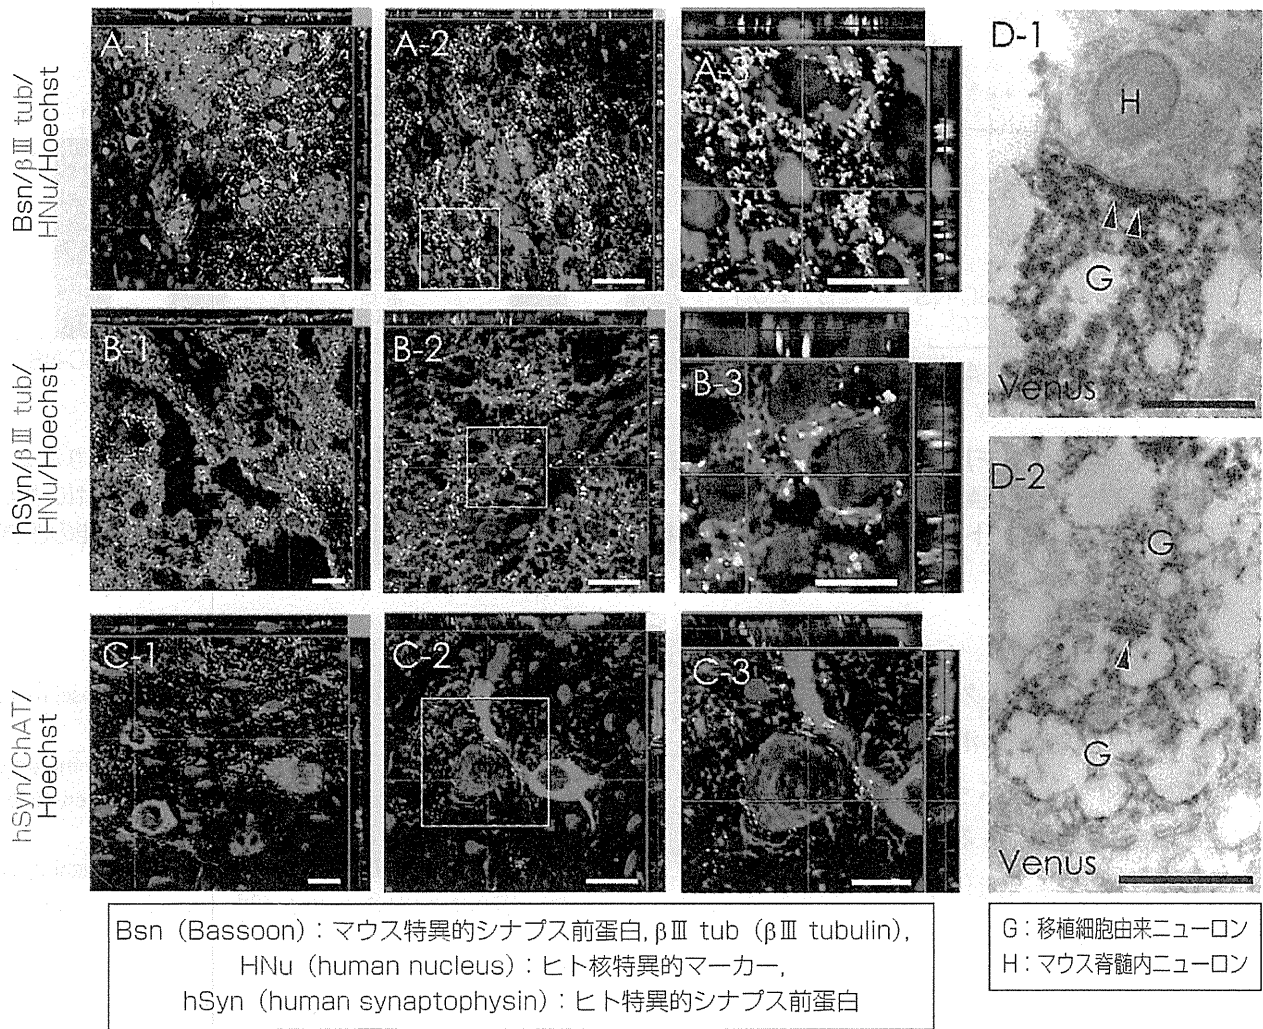 Bsn/βⅢ tub/
HNu/Hoechst
A-1
A-2
A-3
hSyn/βⅢ tub/
HNu/Hoechst
B-1
B-2
B-3
hSyn/ChAT/
Hoechst
C-1
C-2
C-3
D-1
H
G
Venus
D-2
G
G
Venus
Bsn（Bassoon）：マウス特異的シナプス前蛋白, βⅢ tub（βⅢ tubulin),
HNu（human nucleus）：ヒト核特異的マーカー,
hSyn（human synaptophysin）：ヒト特異的シナプス前蛋白
G：移植細胞由来ニューロン
H：マウス脊髄内ニューロン